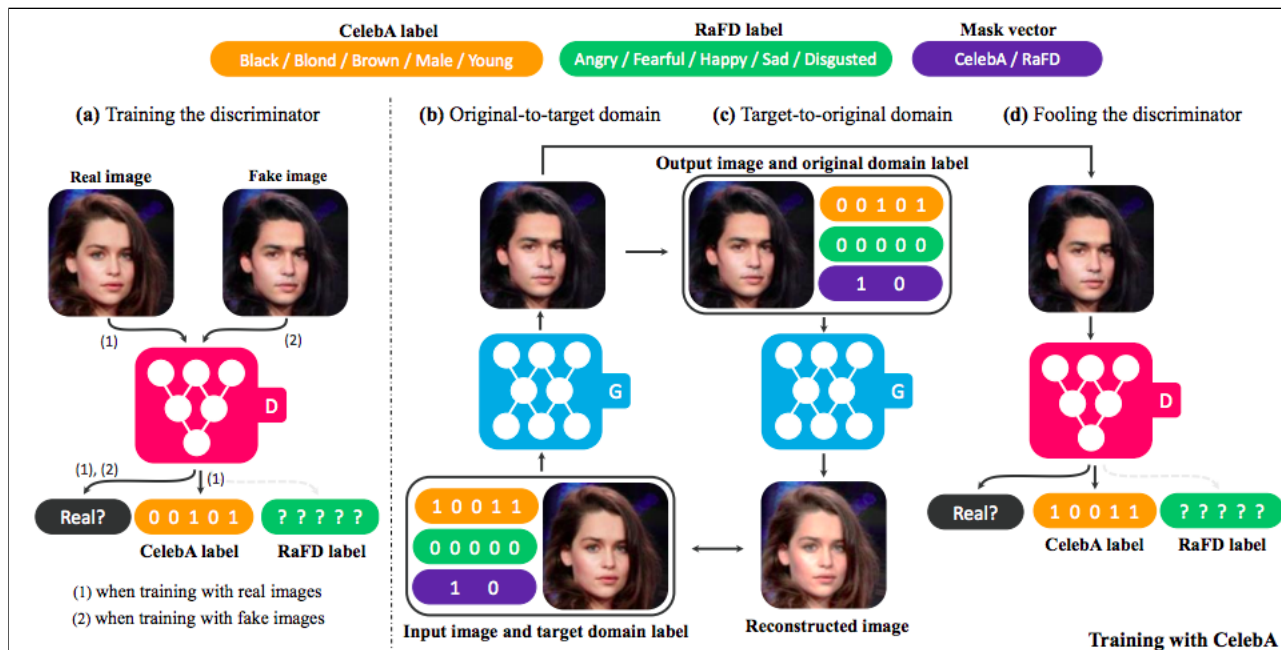 CelebA label
RaFD label
Mask vector
Black / Blond / Brown / Male / Young
Angry / Fearful / Happy / Sad / Disgusted
CelebA / RaFD
(a) Training the discriminator
(b) Original-to-target domain
(c) Target-to-original domain
(d) Fooling the discriminator
Real image
Fake image
Output image and original domain label
0 0 1 0 1
0 0 0 0 0
1 0
(1)
(2)
D
G
G
D
(1), (2)
(1)
Real?
0 0 1 0 1
? ? ? ? ?
CelebA label
RaFD label
1 0 0 1 1
0 0 0 0 0
1 0
Real?
1 0 0 1 1
? ? ? ? ?
CelebA label
RaFD label
(1) when training with real images
(2) when training with fake images
Input image and target domain label
Reconstructed image
Training with CelebA